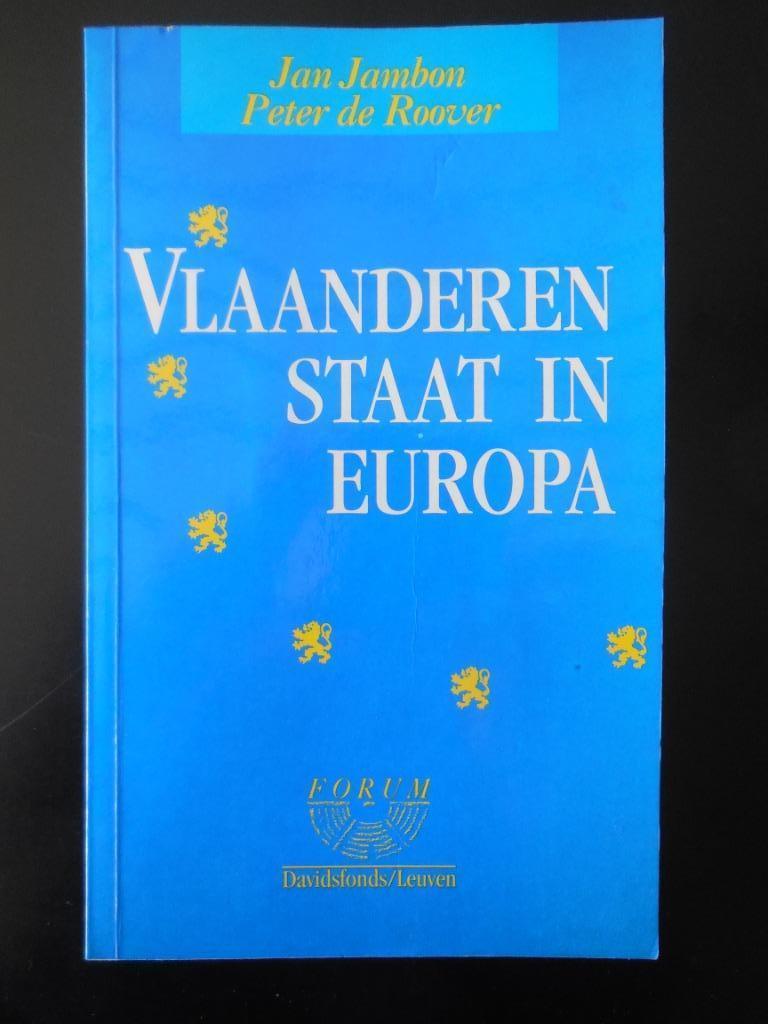 Jan Jambon
Peter de Roover
VLAANDEREN
STAAT IN
EUROPA
FORUM
Davidsfonds/Leuven